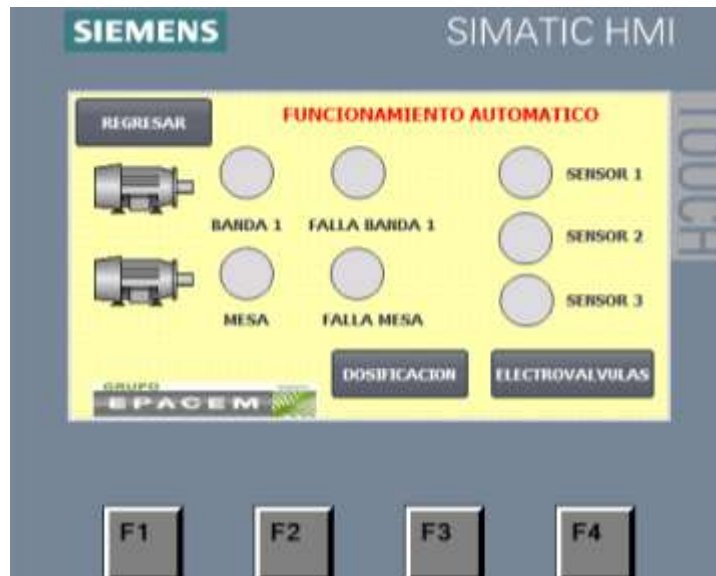 SIEMENS
SIMATIC HMI
TOUCH
REGRESAR
FUNCIONAMIENTO AUTOMATICO
SENSOR 1
BANDA 1
FALLA BANDA 1
SENSOR 2
SENSOR 3
MESA
FALLA MESA
DOSIFICACION
ELECTROVALVULAS
GRUPO
EPACEM
F1
F2
F3
F4